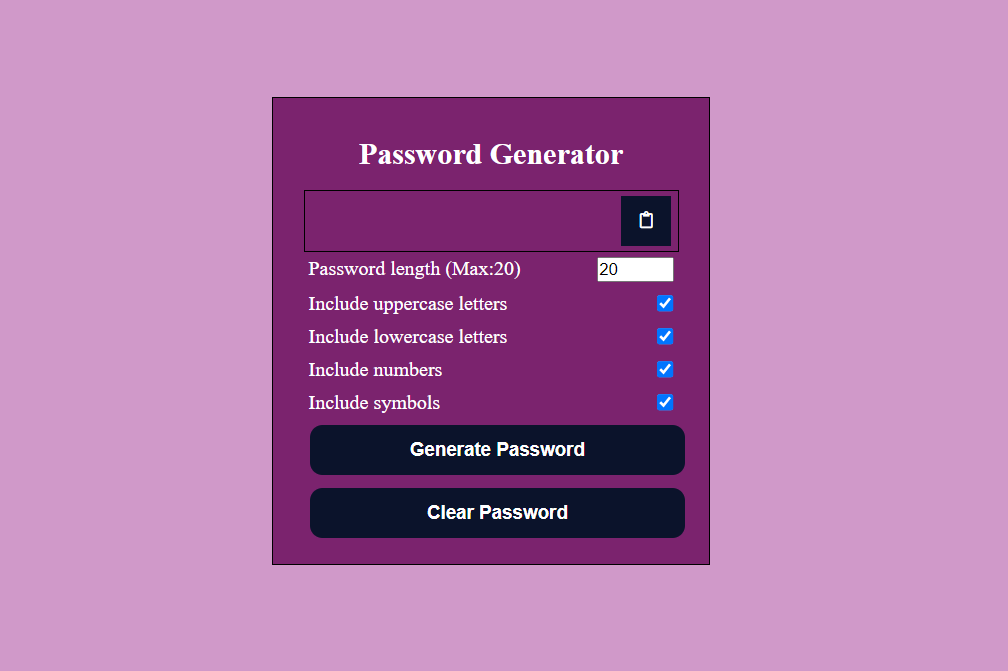 Password Generator
Password length (Max:20) 20
Include uppercase letters
Include lowercase letters
Include numbers
Include symbols
Generate Password
Clear Password